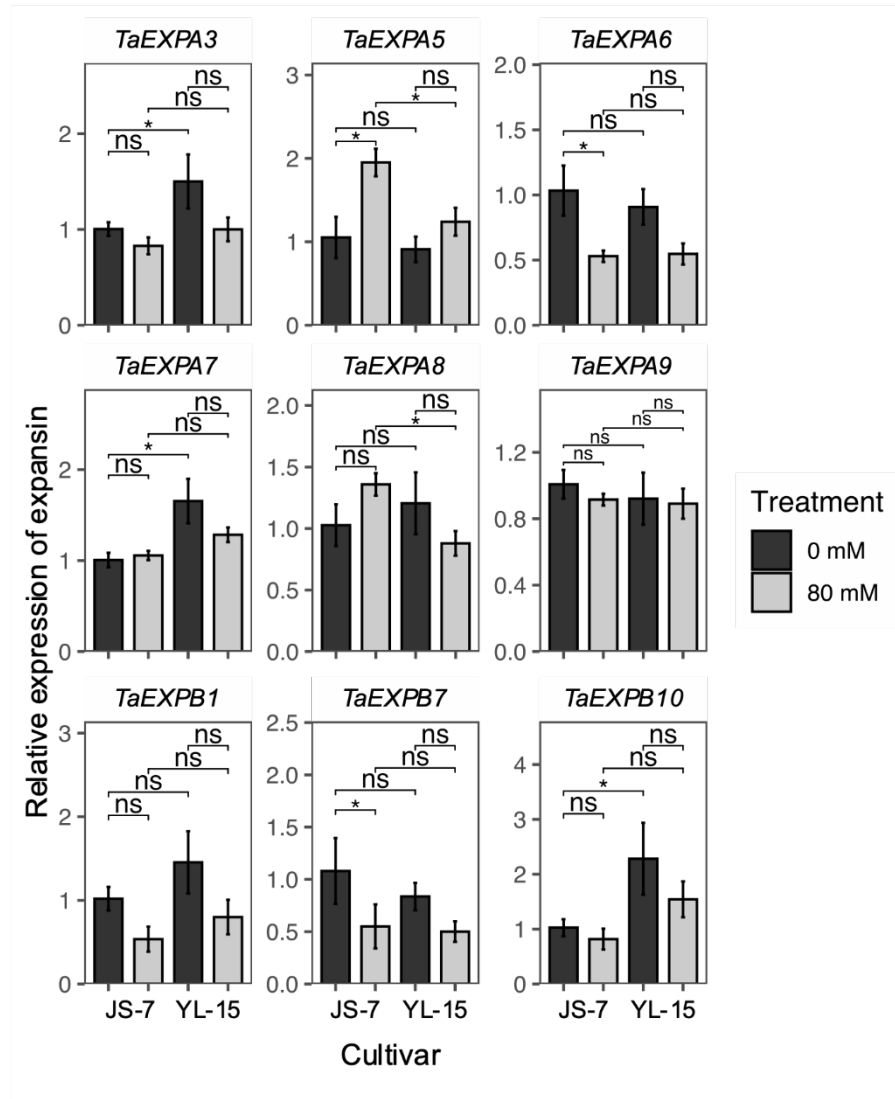 TaEXPA3 TaEXPA5 TaEXPA6
ns ns * ns
0 1 2
ns * ns * ns
0 1 2 3
ns ns ns *
0.0 0.5 1.0 1.5 2.0
TaEXPA7 TaEXPA8 TaEXPA9
ns ns * ns
0 1 2
ns * ns ns
0.0 0.5 1.0 1.5 2.0
ns ns ns ns
0.0 0.4 0.8 1.2
TaEXPB1 TaEXPB7 TaEXPB10
ns ns ns ns
0 1 2 3
ns ns ns *
0.0 0.5 1.0 1.5 2.0 2.5
ns ns * ns
0 1 2 3 4
JS-7 YL-15 JS-7 YL-15 JS-7 YL-15
Cultivar
Relative expression of expansin
Treatment
0 mM
80 mM